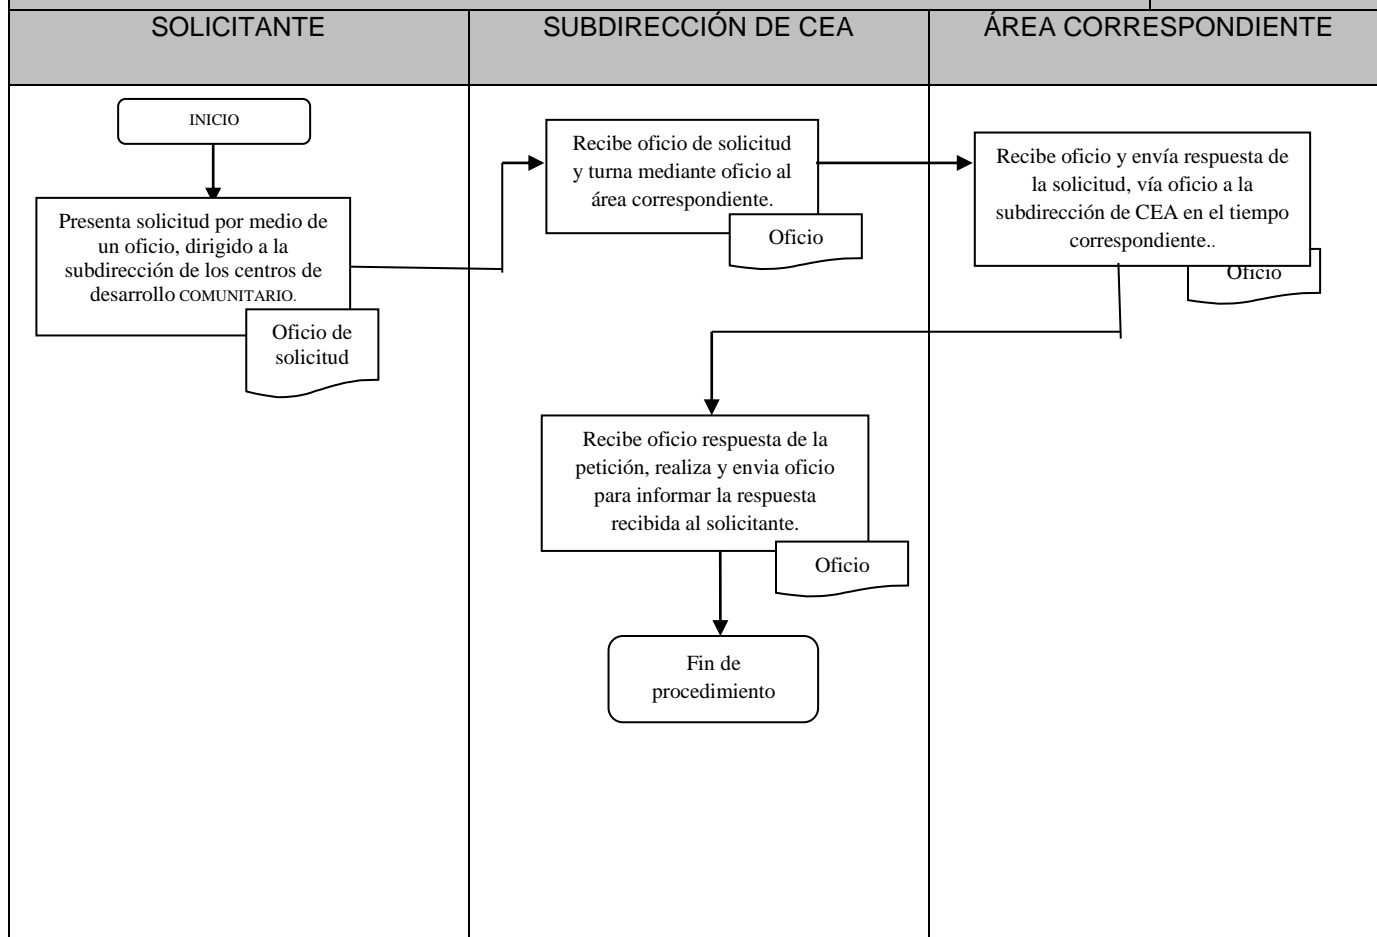 SOLICITANTE
SUBDIRECCIÓN DE CEA
ÁREA CORRESPONDIENTE
INICIO
Presenta solicitud por medio de
un oficio, dirigido a la
subdirección de los centros de
desarrollo COMUNITARIO.
Oficio de
solicitud
Recibe oficio de solicitud
y turna mediante oficio al
área correspondiente.
Oficio
Recibe oficio y envía respuesta de
la solicitud, vía oficio a la
subdirección de CEA en el tiempo
correspondiente..
Oficio
Recibe oficio respuesta de la
petición, realiza y envia oficio
para informar la respuesta
recibida al solicitante.
Oficio
Fin de
procedimiento